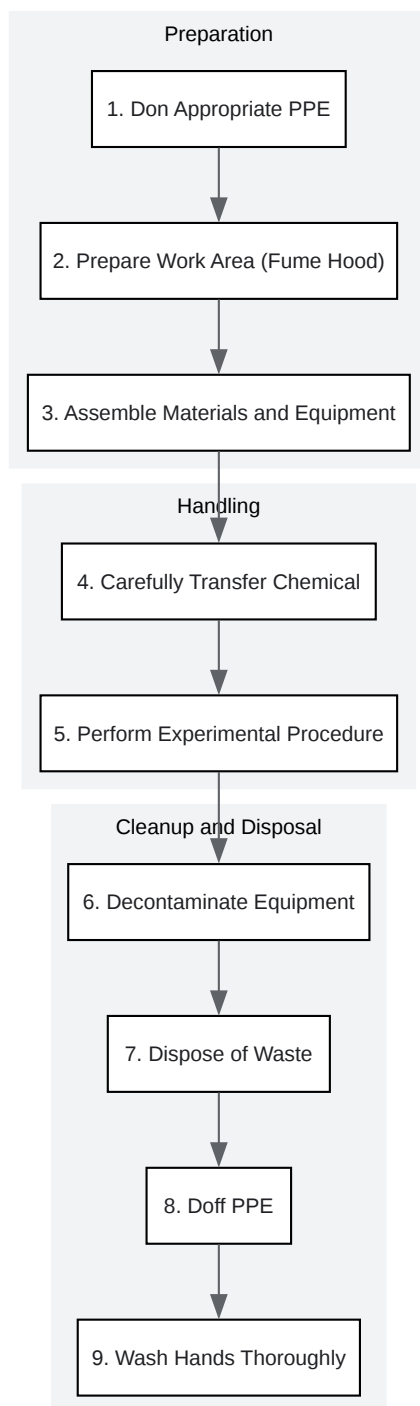 Preparation
1. Don Appropriate PPE
2. Prepare Work Area (Fume Hood)
3. Assemble Materials and Equipment
Handling
4. Carefully Transfer Chemical
5. Perform Experimental Procedure
Cleanup and Disposal
6. Decontaminate Equipment
7. Dispose of Waste
8. Doff PPE
9. Wash Hands Thoroughly